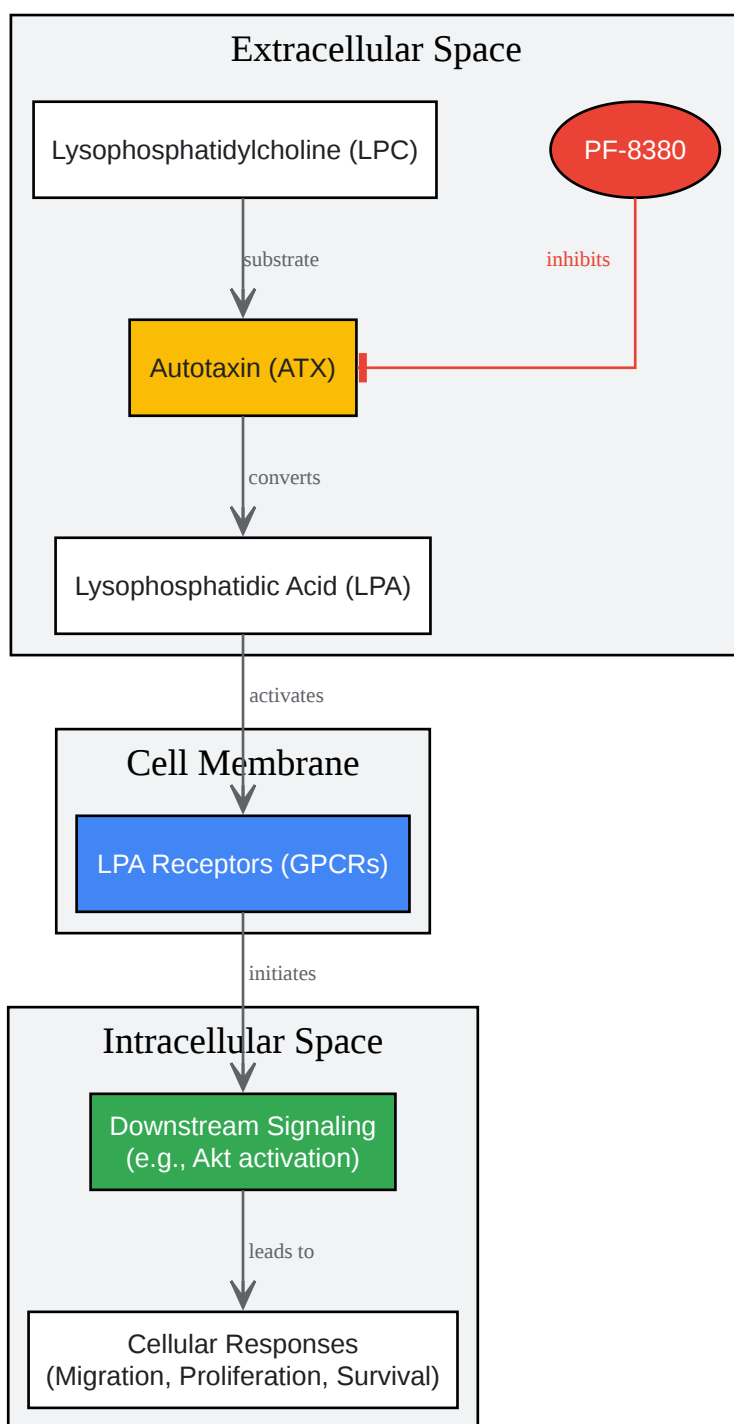 Extracellular Space
Lysophosphatidylcholine (LPC)
PF-8380
substrate
inhibits
Autotaxin (ATX)
converts
Lysophosphatidic Acid (LPA)
activates
Cell Membrane
LPA Receptors (GPCRs)
initiates
Intracellular Space
Downstream Signaling
(e.g., Akt activation)
leads to
Cellular Responses
(Migration, Proliferation, Survival)